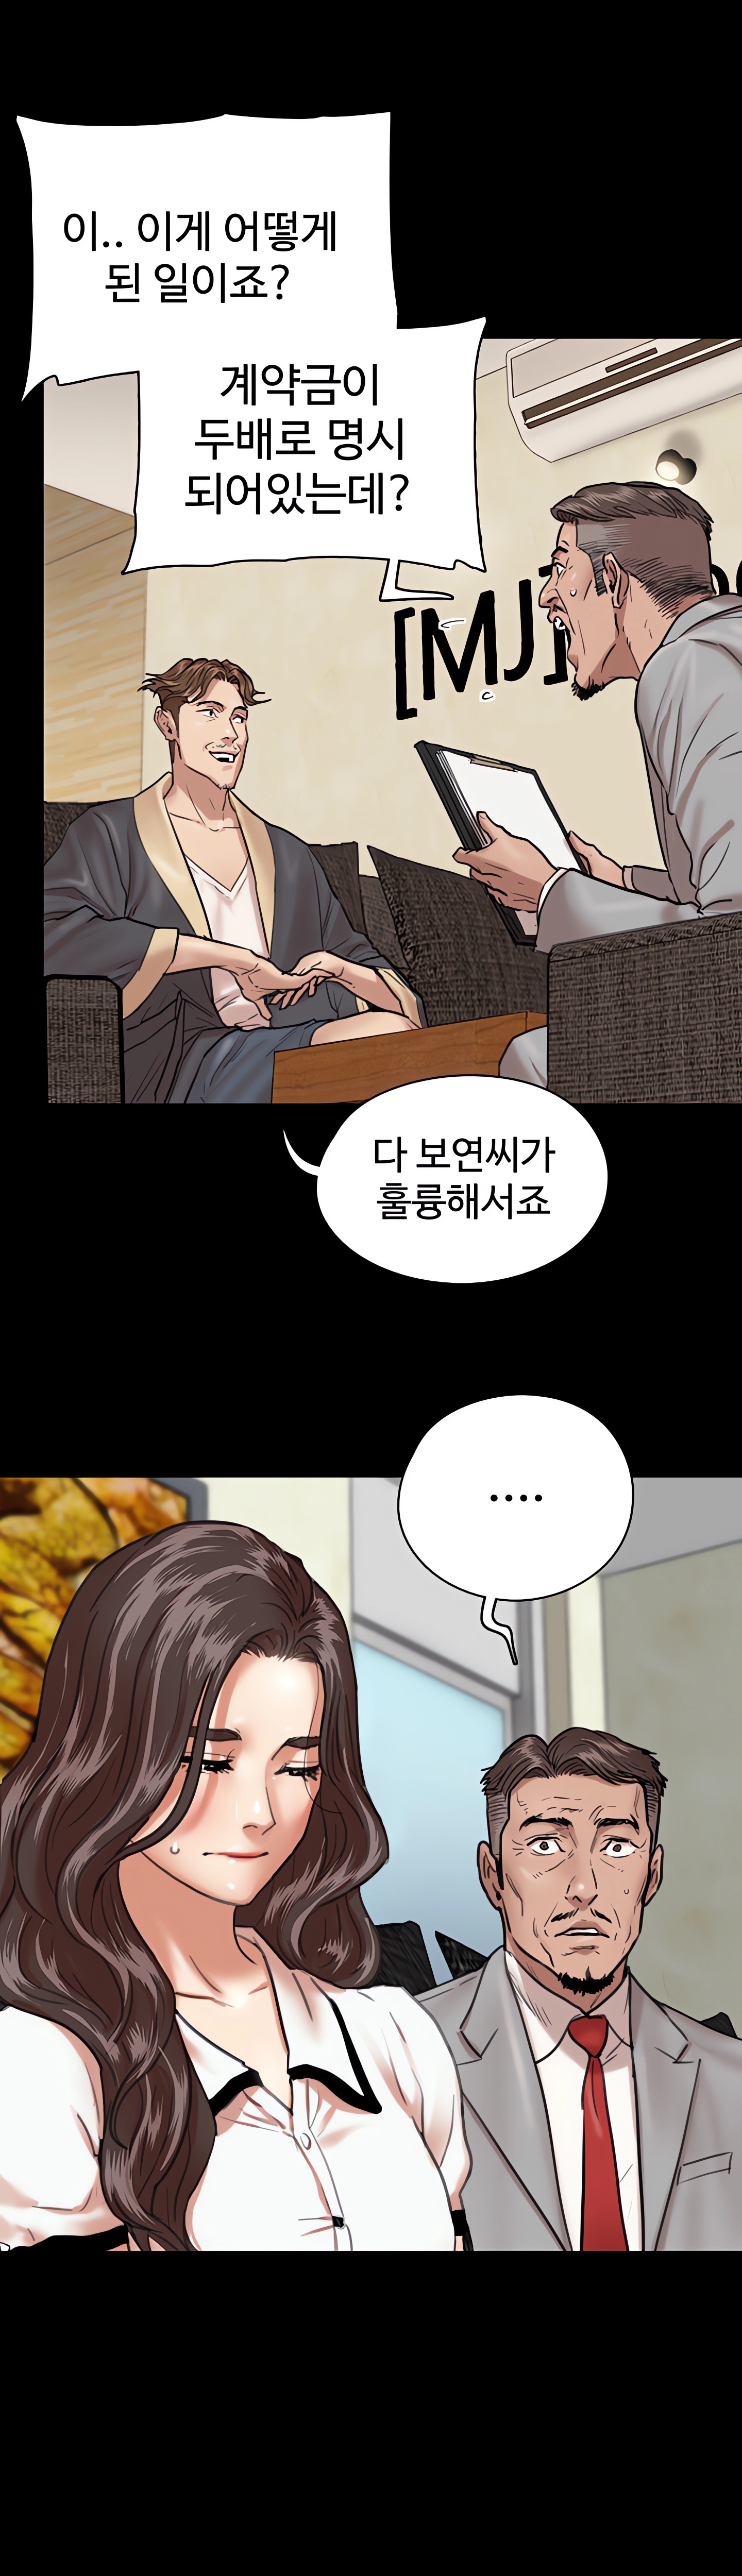 이.. 이게 어떻게
된 일이죠?
계약금이
두배로 명시
되어있는데?
[MJ]
다 보연씨가
훌륭해서죠
....